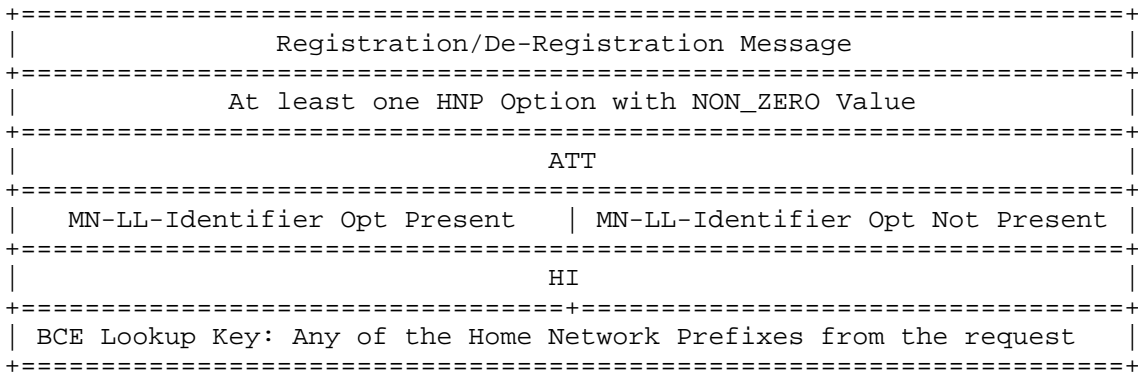 +=====================================================================+
| Registration/De-Registration Message |
+=====================================================================+
| At least one HNP Option with NON_ZERO Value |
+=====================================================================+
| ATT |
+=====================================================================+
| MN-LL-Identifier Opt Present | MN-LL-Identifier Opt Not Present |
+=====================================================================+
| HI |
+==================================+==================================+
| BCE Lookup Key: Any of the Home Network Prefixes from the request |
+=====================================================================+